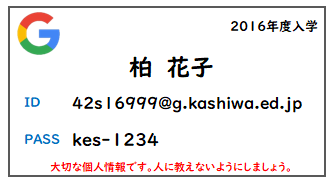 2016年度入学
柏 花子
ID 42s16999@g.kashiwa.ed.jp
PASS kes-1234
大切な個人情報です。人に教えないようにしましょう。